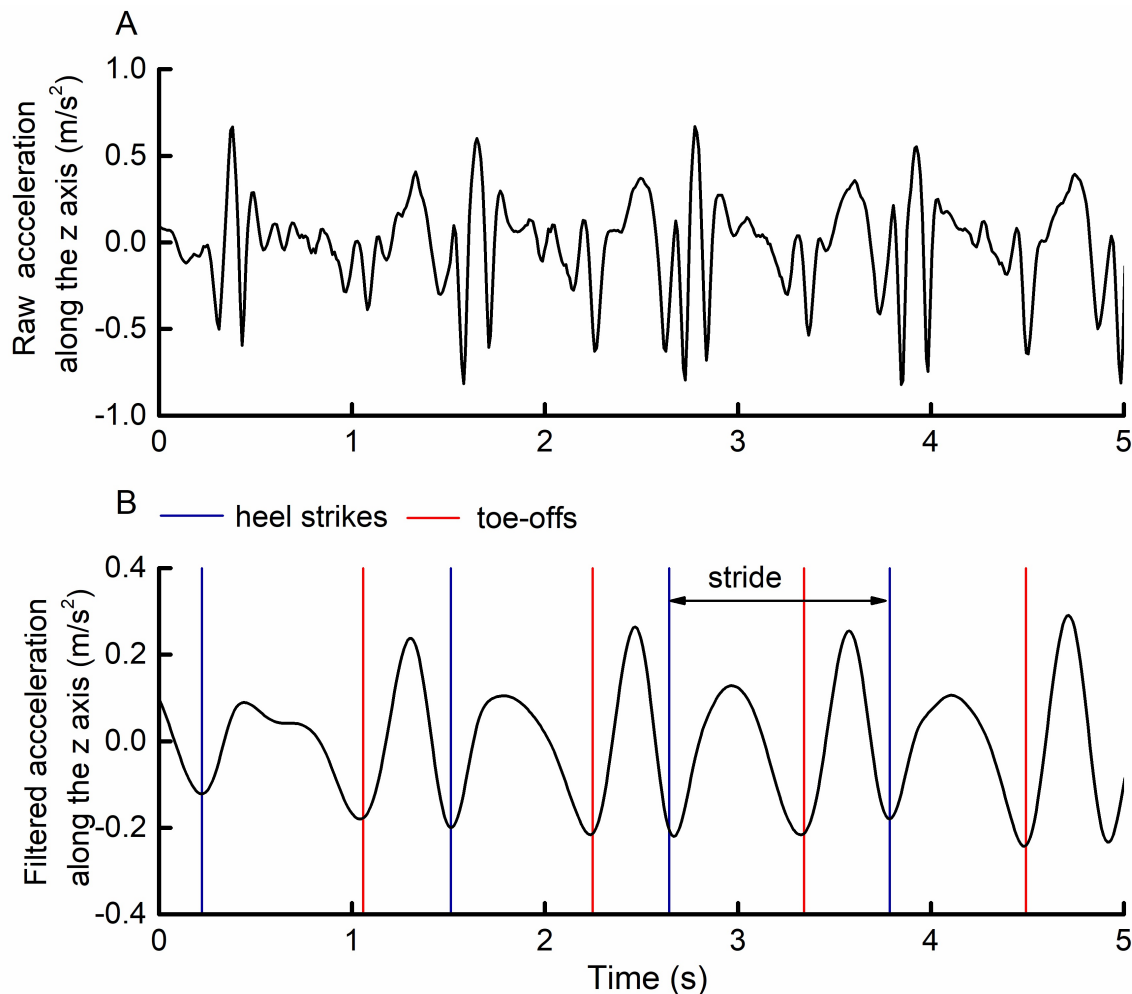 A
Raw acceleration
along the z axis (m/s²)
1.0
0.5
0.0
-0.5
-1.0
0 1 2 3 4 5
B
heel strikes toe-offs
Filtered accceleration
along the z axis (m/s²)
0.4
0.2
0.0
-0.2
-0.4
stride
0 1 2 3 4 5
Time (s)